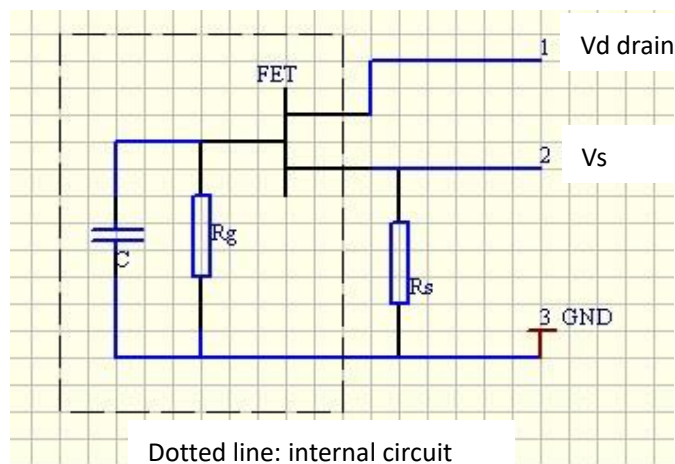 1 Vd drain
FET
2 Vs
Rg
C
Rs
3 GND
Dotted line: internal circuit